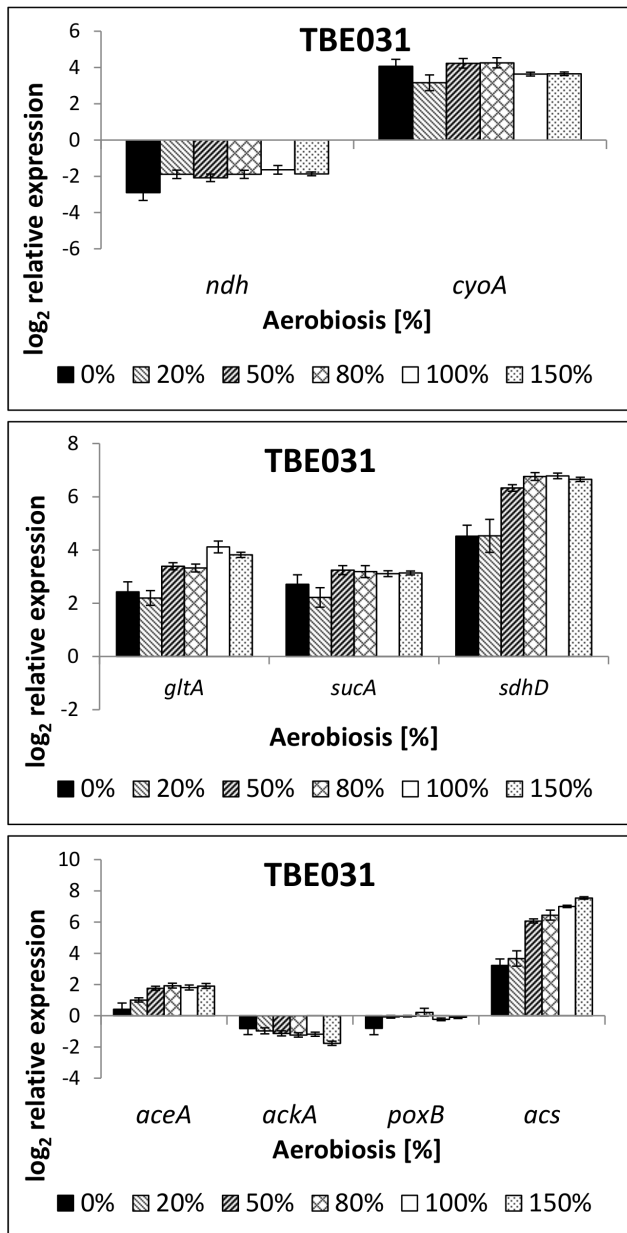 TBE031
log2 relative expression
6
4
2
0
-2
-4
-6
ndh cyoA
Aerobiosis [%]
0% 20% 50% 80% 100% 150%
TBE031
log2 relative expression
8
6
4
2
0
-2
gltA sucA sdhD
Aerobiosis [%]
0% 20% 50% 80% 100% 150%
TBE031
log2 relative expression
10
8
6
4
2
0
-2
-4
aceA ackA poxB acs
Aerobiosis [%]
0% 20% 50% 80% 100% 150%